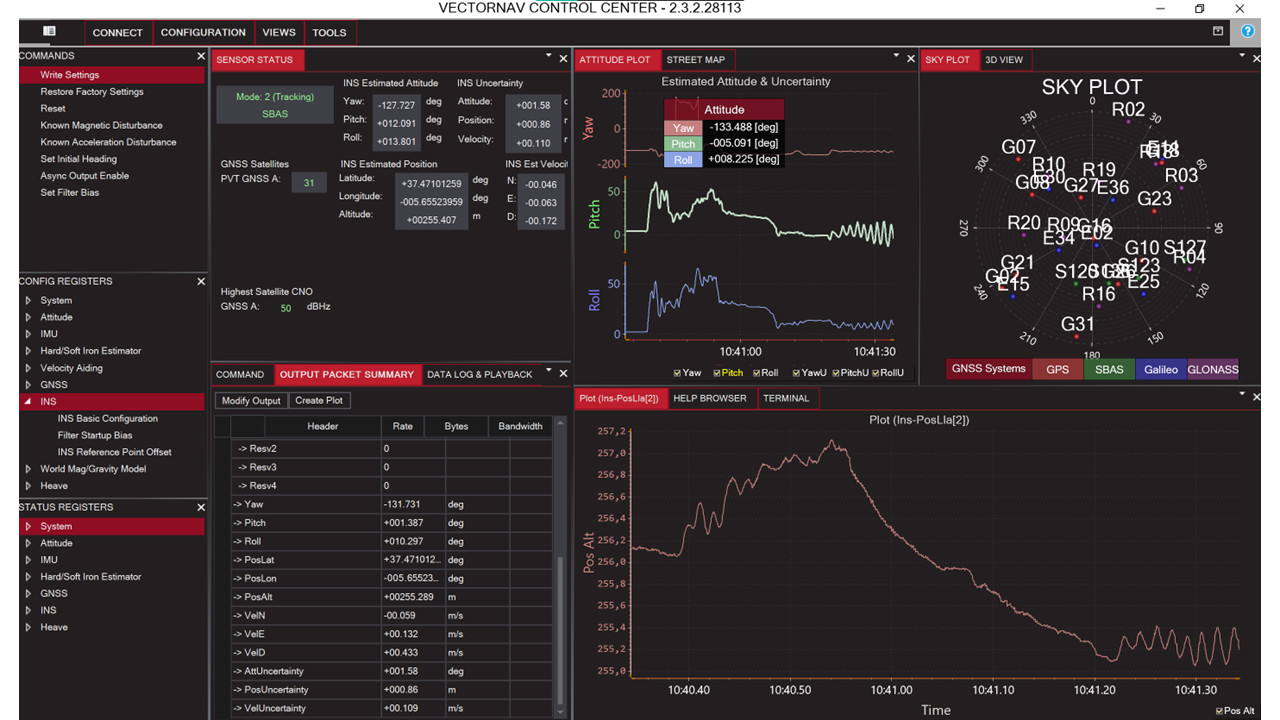 VECTORNAV CONTROL CENTER - 2.3.2.28113
CONNECT CONFIGURATION VIEWS TOOLS
COMMANDS
Write Settings
Restore Factory Settings
Reset
Known Magnetic Disturbance
Known Acceleration Disturbance
Set Initial Heading
Async Output Enable
Set Filter Bias
CONFIG REGISTERS
System
Attitude
IMU
Hard/Soft Iron Estimator
Velocity Aiding
GNSS
INS
INS Basic Configuration
Filter Startup Bias
INS Reference Point Offset
World Mag/Gravity Model
Heave
STATUS REGISTERS
System
Attitude
IMU
Hard/Soft Iron Estimator
GNSS
INS
Heave
SENSOR STATUS
Mode: 2 (Tracking)
SBAS
INS Estimated Attitude
Yaw: -127.727 deg
Pitch: +012.091 deg
Roll: +013.801 deg
INS Uncertainty
Attitude: +001.58
Position: +000.86
Velocity: +00.110
GNSS Satellites
PVT GNSS A: 31
INS Estimated Position
Latitude: +37.47101259 deg
Longitude: -005.65523959 deg
Altitude: +00255.407 m
INS Est Velocit
N: -00.046
E: -00.063
D: -00.172
Highest Satellite CNO
GNSS A: 50 dBHz
COMMAND OUTPUT PACKET SUMMARY DATA LOG & PLAYBACK
Modify Output Create Plot
Header Rate Bytes Bandwidth
-> Resv2 0
-> Resv3 0
-> Resv4 0
-> Yaw -131.731 deg
-> Pitch +001.387 deg
-> Roll +010.297 deg
-> PosLat +37.471012... deg
-> PosLon -005.65523... deg
-> PosAlt +00255.289 m
-> VelN -00.059 m/s
-> VelE +00.132 m/s
-> VelD +00.433 m/s
-> AttUncertainty +001.58 deg
-> PosUncertainty +000.86 m
-> VelUncertainty +00.109 m/s
ATTITUDE PLOT STREET MAP
Estimated Attitude & Uncertainty
Yaw
200
0
-200
Attitude
Yaw -133.488 [deg]
Pitch -005.091 [deg]
Roll +008.225 [deg]
Pitch
50
0
Roll
50
0
10:41:00 10:41:30
Yaw Pitch Roll YawU PitchU RollU
SKY PLOT 3D VIEW
SKY PLOT
0
30
60
90
120
150
180
210
240
270
300
330
R02
G07
R10
E30
G08
R19
G27
E36
R03
G23
R20
R09
G16
E34
E02
G10
S127
R04
G21
G02
E15
S123
E25
R16
G31
GNSS Systems GPS SBAS Galileo GLONASS
Plot (Ins-PosLla[2]) HELP BROWSER TERMINAL
Plot (Ins-PosLla[2])
Pos Alt
257,2
257,0
256,8
256,6
256,4
256,2
256,0
255,8
255,6
255,4
255,2
255,0
10:40.40 10:40.50 10:41.00 10:41.10 10:41.20 10:41.30
Time
Pos Alt